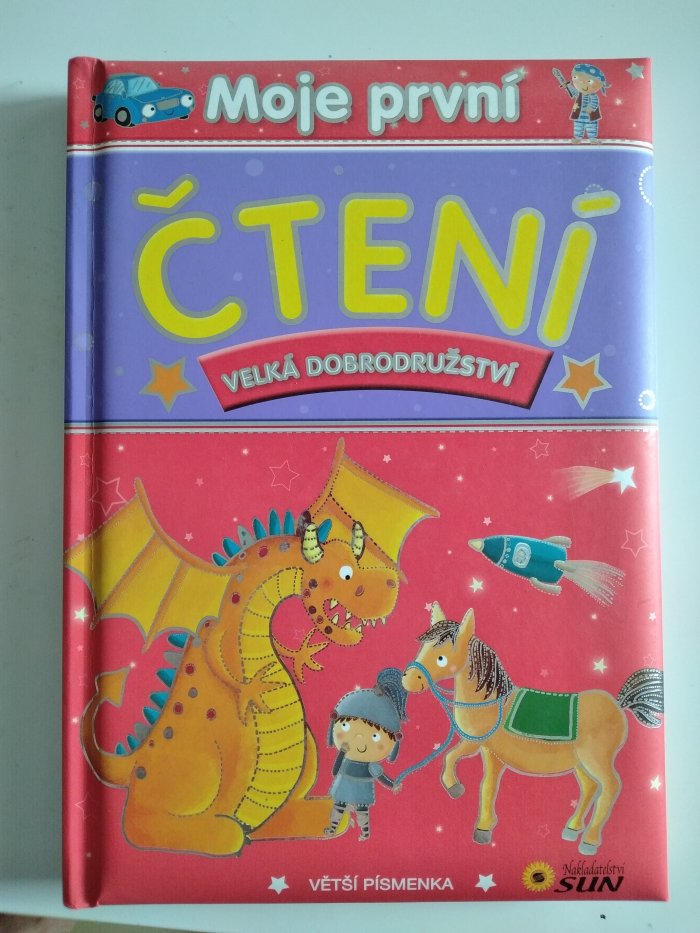 Moje první
ČTENÍ
VELKÁ DOBRODRUŽSTVÍ
VĚTŠÍ PÍSMENKA
Nakladatelství
SUN